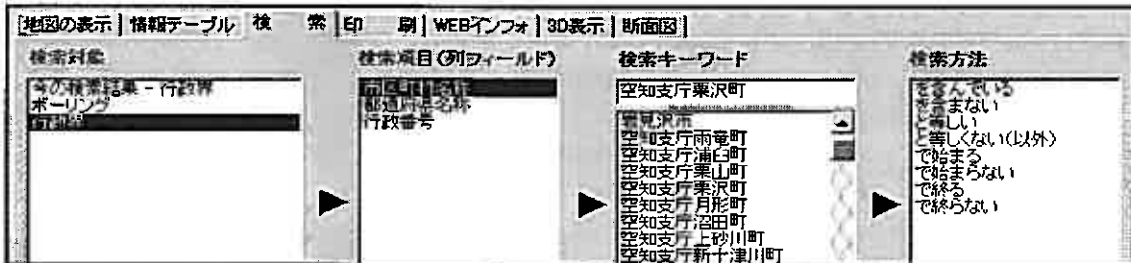 地図の表示 情報テーブル 検 索 印 刷 WEBインフォ 3D表示 断面図
検索対象 検索項目(列フィールド) 検索キーワード 検索方法
今の検索結果 - 行政界
ボーリング
行政界
市区町村名称
都道府県名称
行政番号
空知支庁栗沢町
岩見沢市
空知支庁雨竜町
空知支庁浦臼町
空知支庁栗山町
空知支庁栗沢町
空知支庁月形町
空知支庁沼田町
空知支庁上砂川町
空知支庁新十津川町
を含んでいる
を含まない
と等しい
と等しくない(以外)
で始まる
で始まらない
で終る
で終らない